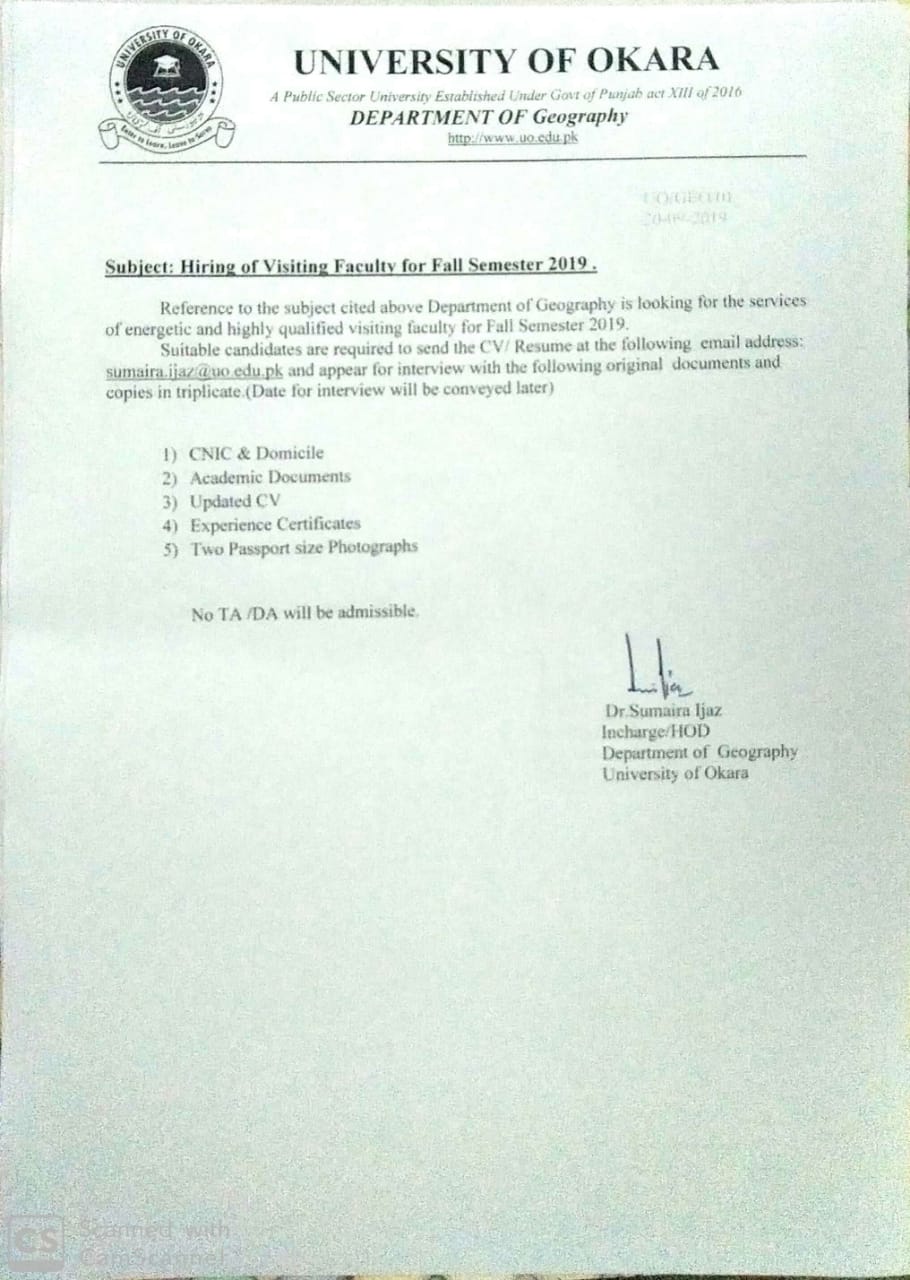 UNIVERSITY OF OKARA
Enter to Learn, Leave to Serve
UNIVERSITY OF OKARA
A Public Sector University Established Under Govt of Punjab act XIII of 2016
DEPARTMENT OF Geography
http://www.uo.edu.pk
Subject: Hiring of Visiting Faculty for Fall Semester 2019 .
Reference to the subject cited above Department of Geography is looking for the services
of energetic and highly qualified visiting faculty for Fall Semester 2019.
Suitable candidates are required to send the CV/ Resume at the following email address:
sumaira.ijaz@uo.edu.pk and appear for interview with the following original documents and
copies in triplicate.(Date for interview will be conveyed later)
1) CNIC & Domicile
2) Academic Documents
3) Updated CV
4) Experience Certificates
5) Two Passport size Photographs
No TA /DA will be admissible.
Dr.Sumaira Ijaz
Incharge/HOD
Department of Geography
University of Okara
CS
Scanned with
CamScanner